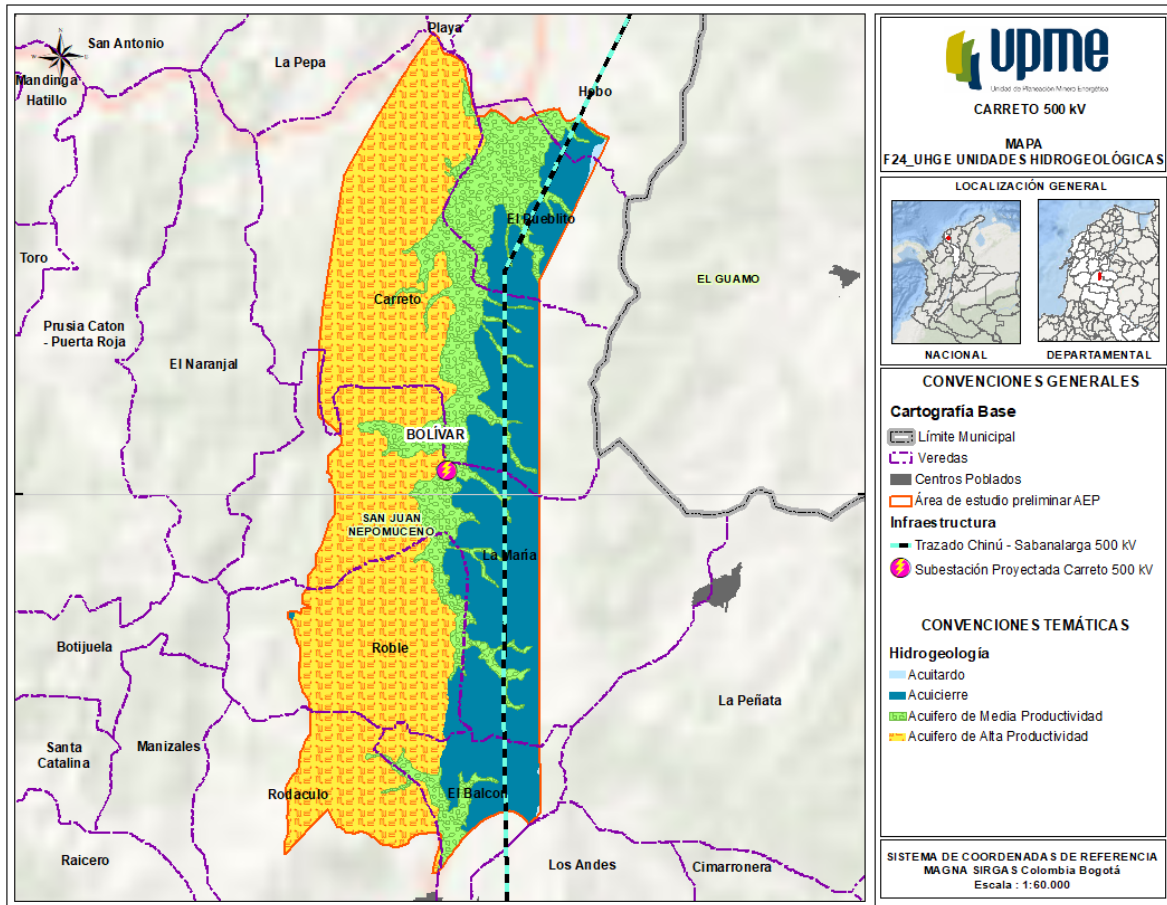 Playa
San Antonio
La Pepa
Mandinga
Hatillo
Hobo
El Pueblito
Toro
EL GUAMO
Carreto
Prusia Caton
- Puerta Roja
El Naranjal
BOLÍVAR
SAN JUAN
NEPOMUCENO
La Maria
Botijuela
Roble
La Peñata
Santa
Catalina
Manizales
Rodaculo
El Balcon
Raicero
Los Andes
Cimarronera
upme
Unidad de Planeación Minero Energética
CARRETO 500 kV
MAPA
F24_UHGE UNIDADES HIDROGEOLÓGICAS
LOCALIZACIÓN GENERAL
NACIONAL
DEPARTAMENTAL
CONVENCIONES GENERALES
Cartografía Base
Límite Municipal
Veredas
Centros Poblados
Área de estudio preliminar AEP
Infraestructura
Trazado Chinú - Sabanalarga 500 kV
Subestación Proyectada Carreto 500 kV
CONVENCIONES TEMÁTICAS
Hidrogeología
Acuitardo
Acuicierre
Acuifero de Media Productividad
Acuifero de Alta Productividad
SISTEMA DE COORDENADAS DE REFERENCIA
MAGNA SIRGAS Colombia Bogotá
Escala : 1:60.000